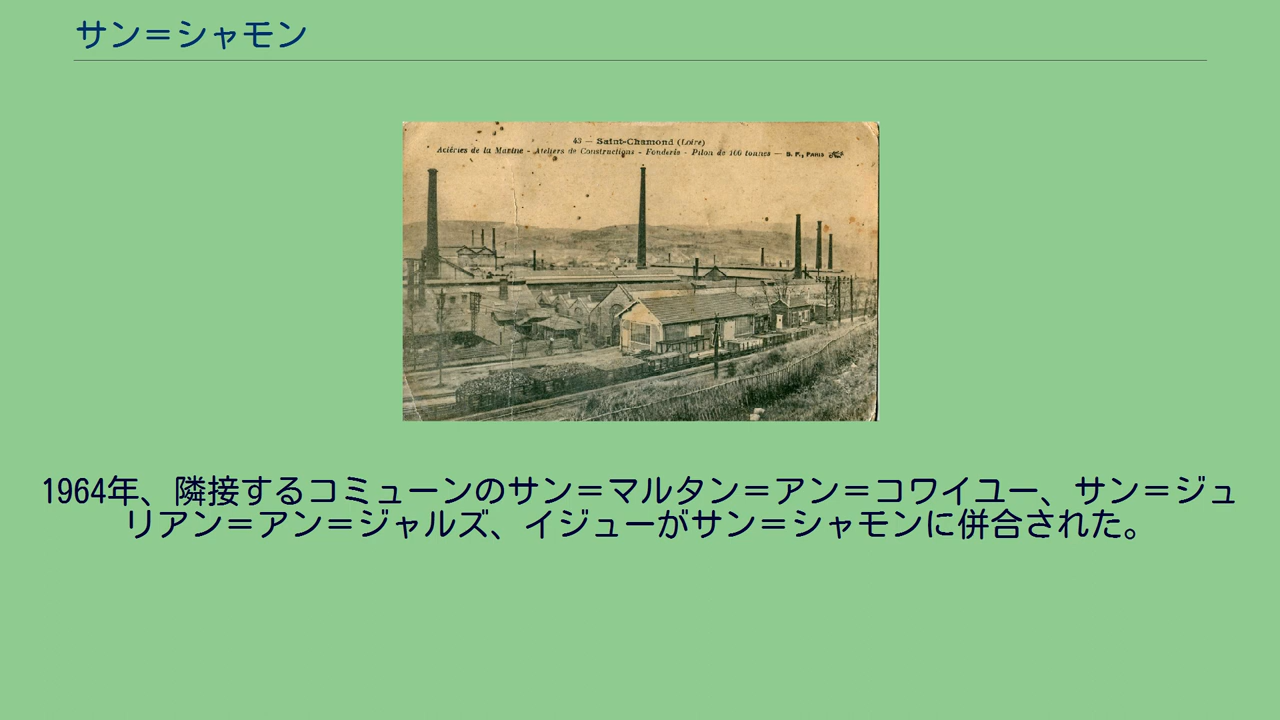 サン＝シャモン
43 — Saint-Chamond (Loire)
Aciéries de la Marine - Ateliers de Constructions - Fonderie - Pilon de 100 tonnes — B. F., PARIS
1964年、隣接するコミューンのサン＝マルタン＝アン＝コワイユー、サン＝ジュ
リアン＝アン＝ジャルズ、イジューがサン＝シャモンに併合された。